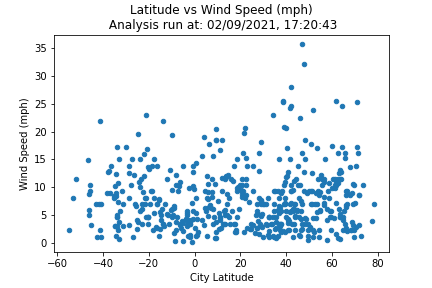 Latitude vs Wind Speed (mph)
Analysis run at: 02/09/2021, 17:20:43
35
30
25
20
15
10
5
0
Wind Speed (mph)
−60 −40 −20 0 20 40 60 80
City Latitude